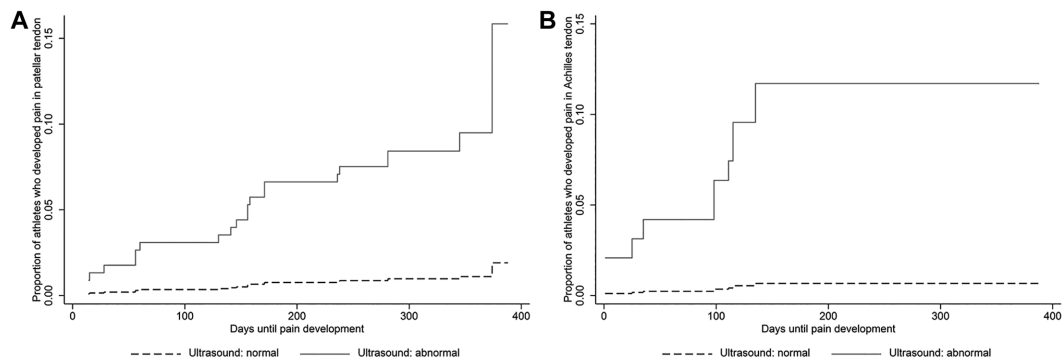 A
Proportion of athletes who developed pain in patellar tendon
0.15
0.10
0.05
0.00
0
100
200
300
400
Days until pain development
Ultrasound: normal
Ultrasound: abnormal
B
Proportion of athletes who developed pain in Achilles tendon
0.15
0.10
0.05
0.00
0
100
200
300
400
Days until pain development
Ultrasound: normal
Ultrasound: abnormal